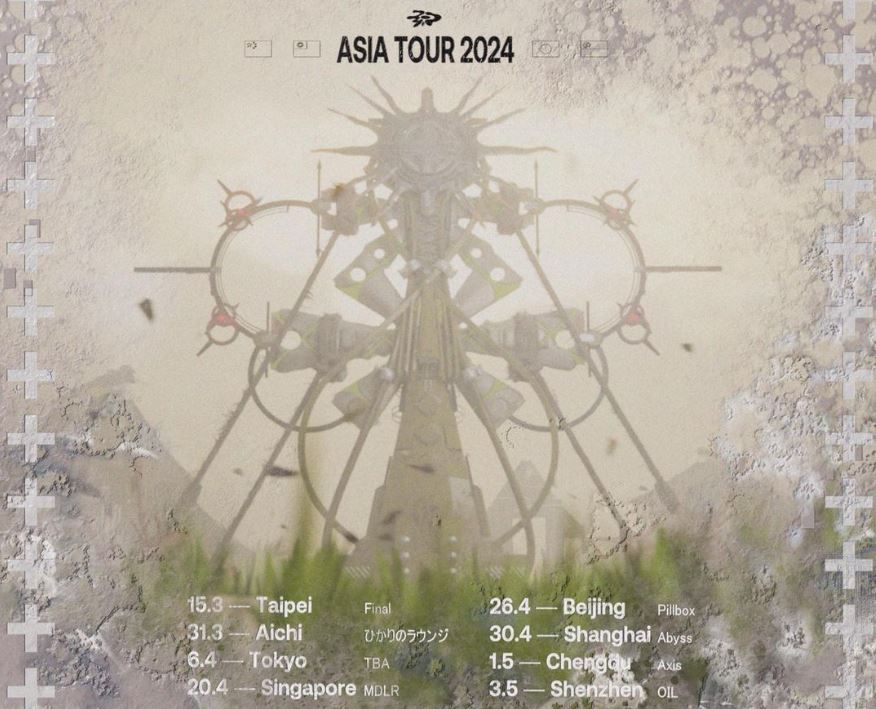 ASIA TOUR 2024
15.3 — Taipei Final
31.3 — Aichi ひかりのラウンジ
6.4 — Tokyo TBA
20.4 — Singapore MDLR
26.4 — Beijing Pillbox
30.4 — Shanghai Abyss
1.5 — Chengdu Axis
3.5 — Shenzhen OIL